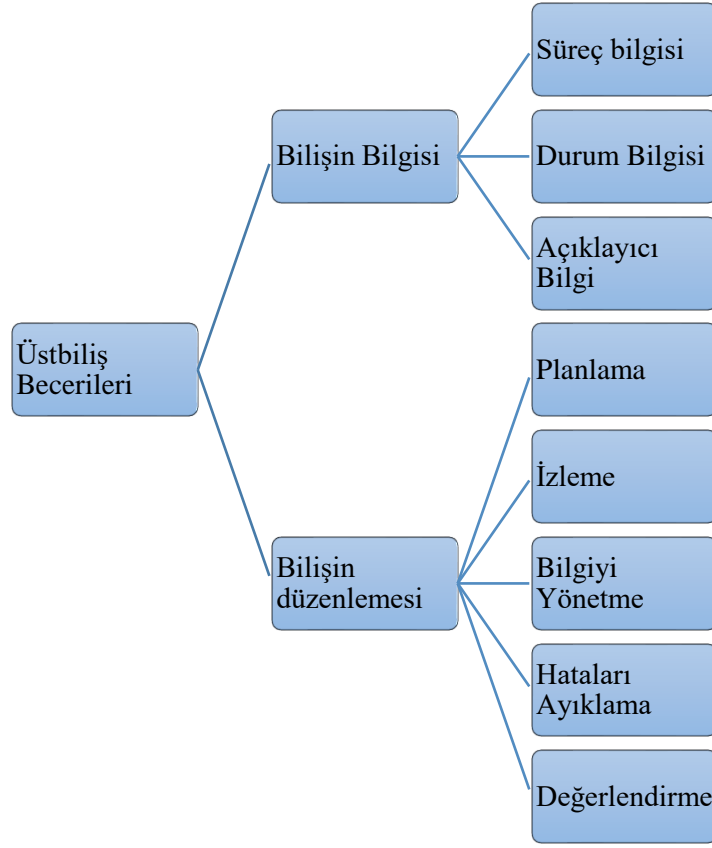 Üstbiliş
Becerileri
Bilişin Bilgisi
Süreç bilgisi
Durum Bilgisi
Açıklayıcı
Bilgi
Bilişin
düzenlemesi
Planlama
İzleme
Bilgiyi
Yönetme
Hataları
Ayıklama
Değerlendirme